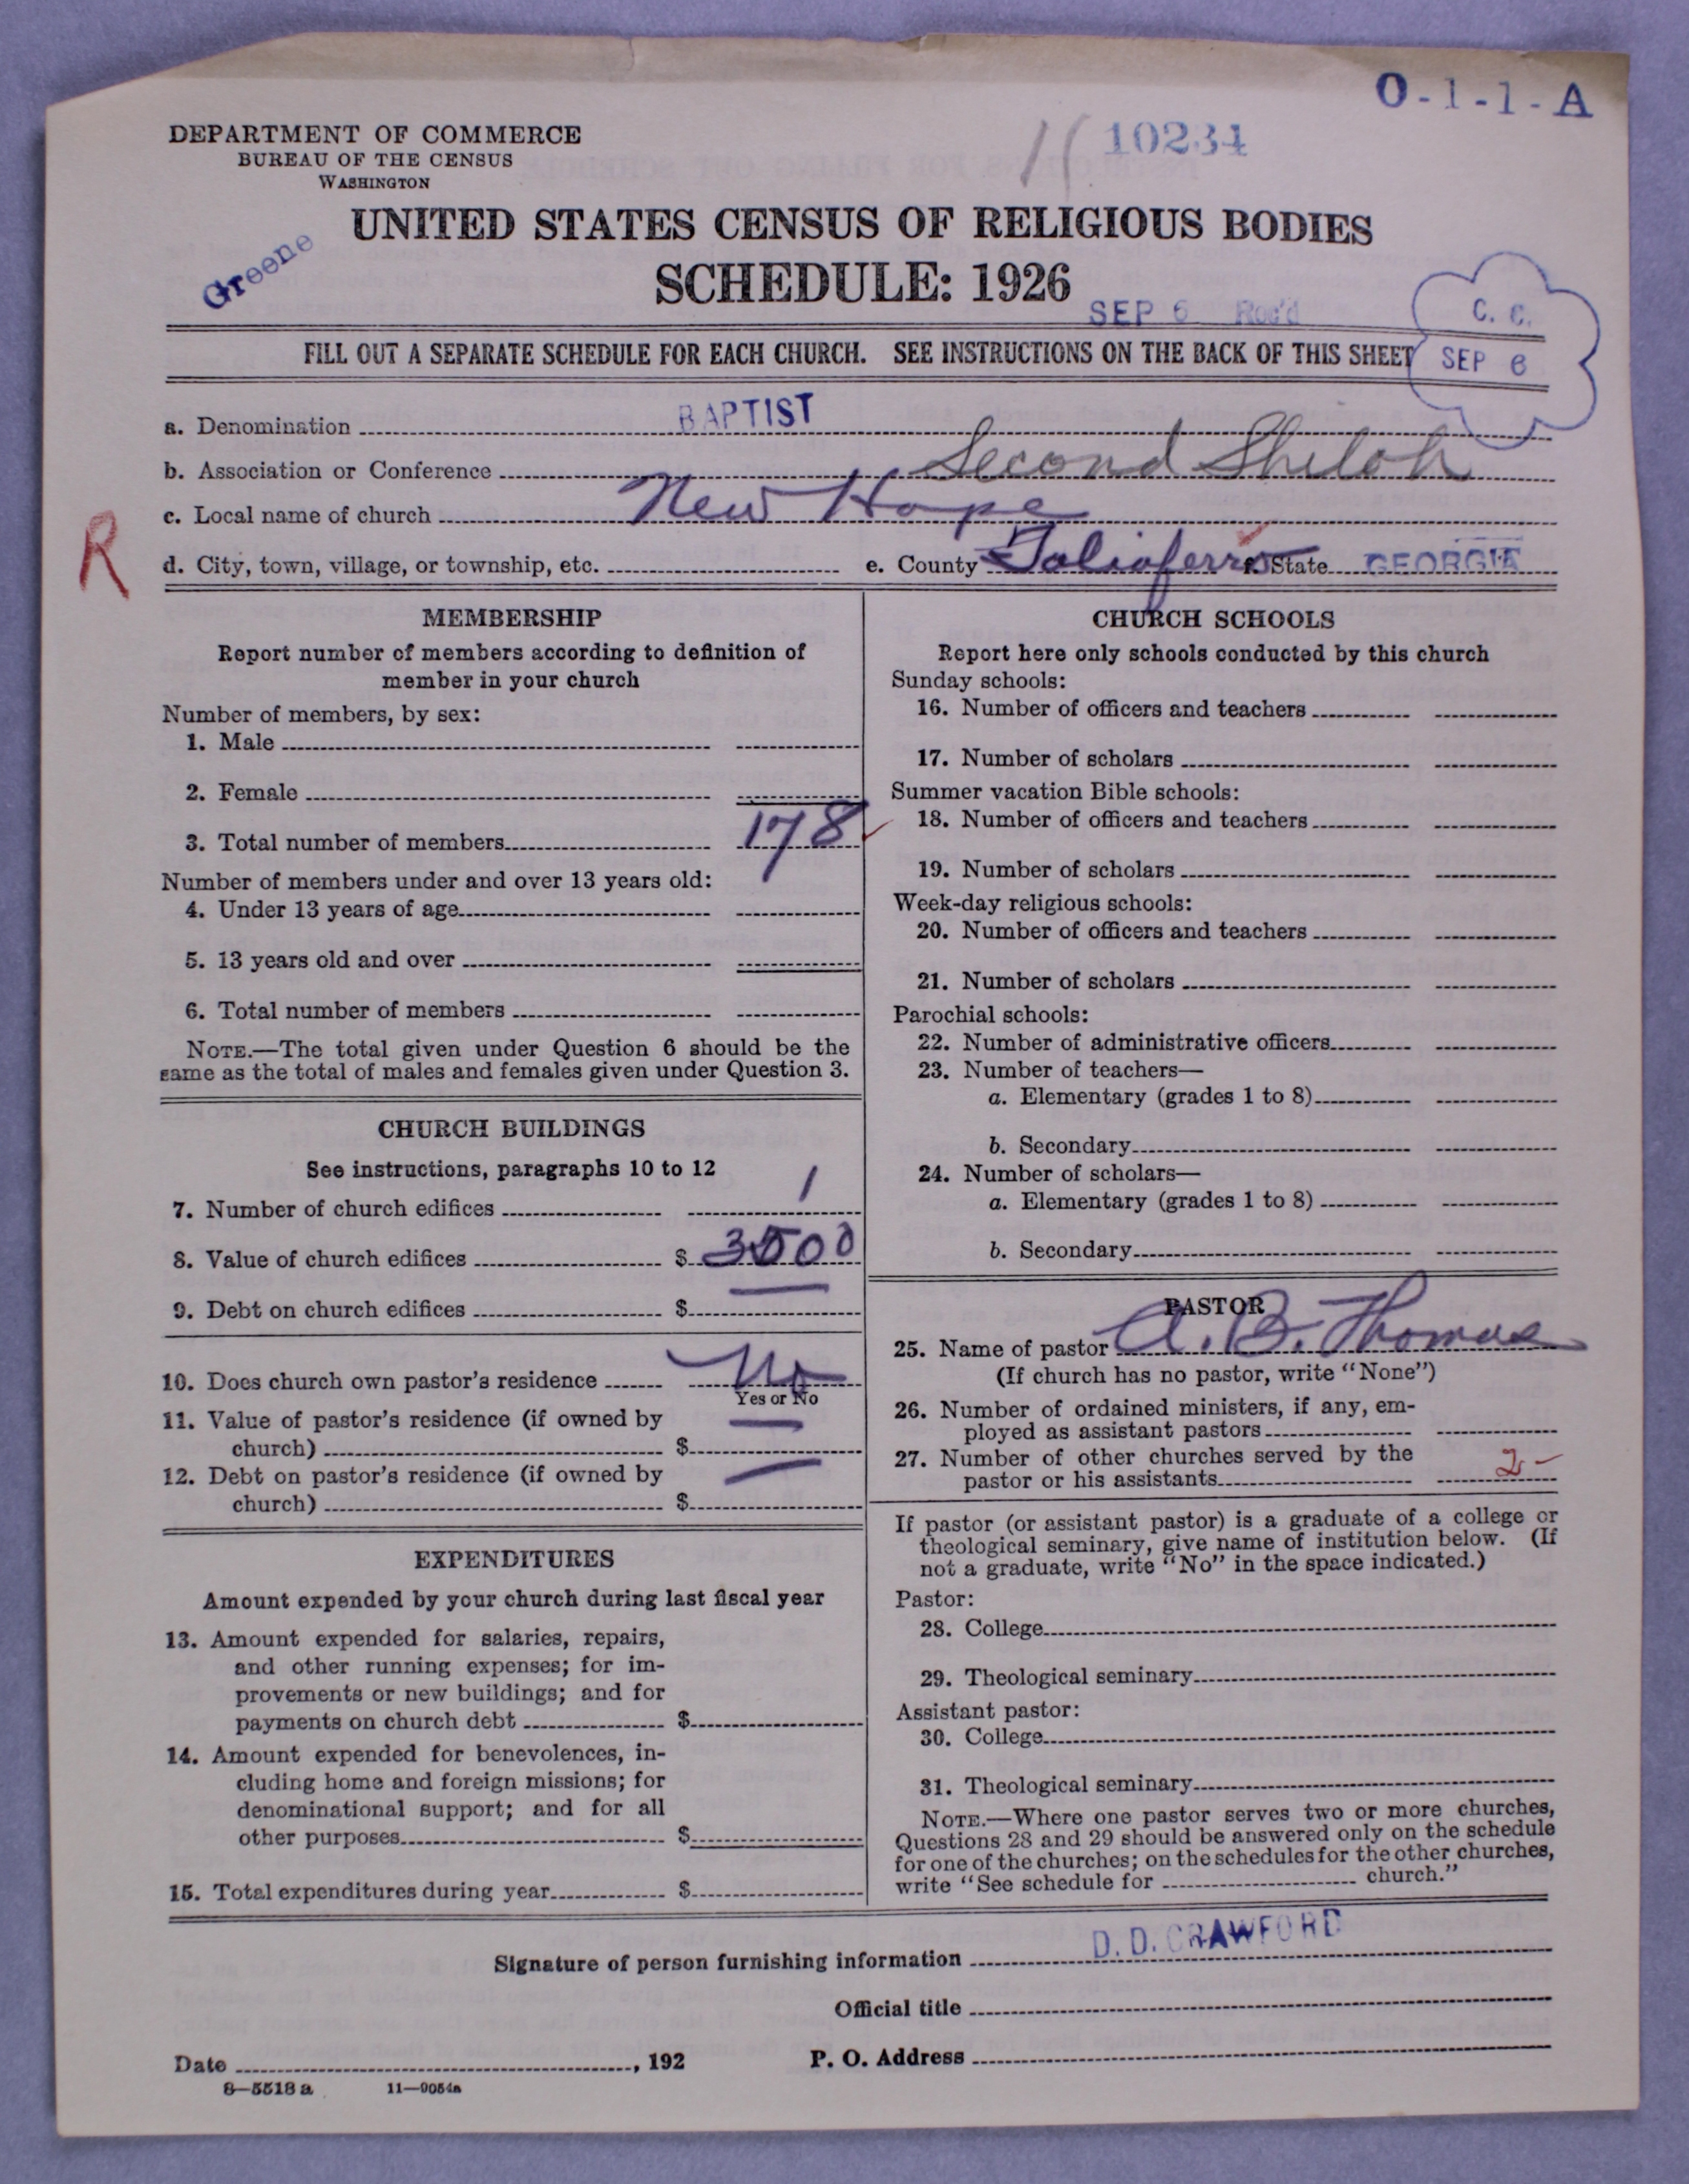 O-1-1-A
10234
DEPARTMENT OF COMMERCE
BUREAU OF THE CENSUS
WASHINGTON
UNITED STATES CENSUS OF RELIGIOUS BODIES
Greene
SCHEDULE: 1926
SEP 6 Rec'd
C. C.
SEP 6
FILL OUT A SEPARATE SCHEDULE FOR EACH CHURCH. SEE INSTRUCTIONS ON THE BACK OF THIS SHEET
a. Denomination BAPTIST
b. Association or Conference Second Shiloh
c. Local name of church New Hope
R
d. City, town, village, or township, etc. e. County Taliaferro f. State GEORGIA
MEMBERSHIP
Report number of members according to definition of
member in your church
Number of members, by sex:
1. Male
2. Female
3. Total number of members 178
Number of members under and over 13 years old:
4. Under 13 years of age
5. 13 years old and over
6. Total number of members
NOTE.—The total given under Question 6 should be the
same as the total of males and females given under Question 3.
CHURCH BUILDINGS
See instructions, paragraphs 10 to 12
7. Number of church edifices 1
8. Value of church edifices $ 3500
9. Debt on church edifices $ —
10. Does church own pastor's residence No
Yes or No
11. Value of pastor's residence (if owned by
church) $ —
12. Debt on pastor's residence (if owned by
church) $ —
EXPENDITURES
Amount expended by your church during last fiscal year
13. Amount expended for salaries, repairs,
and other running expenses; for im-
provements or new buildings; and for
payments on church debt $
14. Amount expended for benevolences, in-
cluding home and foreign missions; for
denominational support; and for all
other purposes $
15. Total expenditures during year $
CHURCH SCHOOLS
Report here only schools conducted by this church
Sunday schools:
16. Number of officers and teachers
17. Number of scholars
Summer vacation Bible schools:
18. Number of officers and teachers
19. Number of scholars
Week-day religious schools:
20. Number of officers and teachers
21. Number of scholars
Parochial schools:
22. Number of administrative officers
23. Number of teachers—
a. Elementary (grades 1 to 8)
b. Secondary
24. Number of scholars—
a. Elementary (grades 1 to 8)
b. Secondary
PASTOR
25. Name of pastor A. B. Thomas
(If church has no pastor, write "None")
26. Number of ordained ministers, if any, em-
ployed as assistant pastors
27. Number of other churches served by the
pastor or his assistants 2
If pastor (or assistant pastor) is a graduate of a college or
theological seminary, give name of institution below. (If
not a graduate, write "No" in the space indicated.)
Pastor:
28. College
29. Theological seminary
Assistant pastor:
30. College
31. Theological seminary
NOTE.—Where one pastor serves two or more churches,
Questions 28 and 29 should be answered only on the schedule
for one of the churches; on the schedules for the other churches,
write "See schedule for church."
Signature of person furnishing information D. D. CRAWFORD
Official title
Date , 192 P. O. Address
8—5518 a 11—9054a